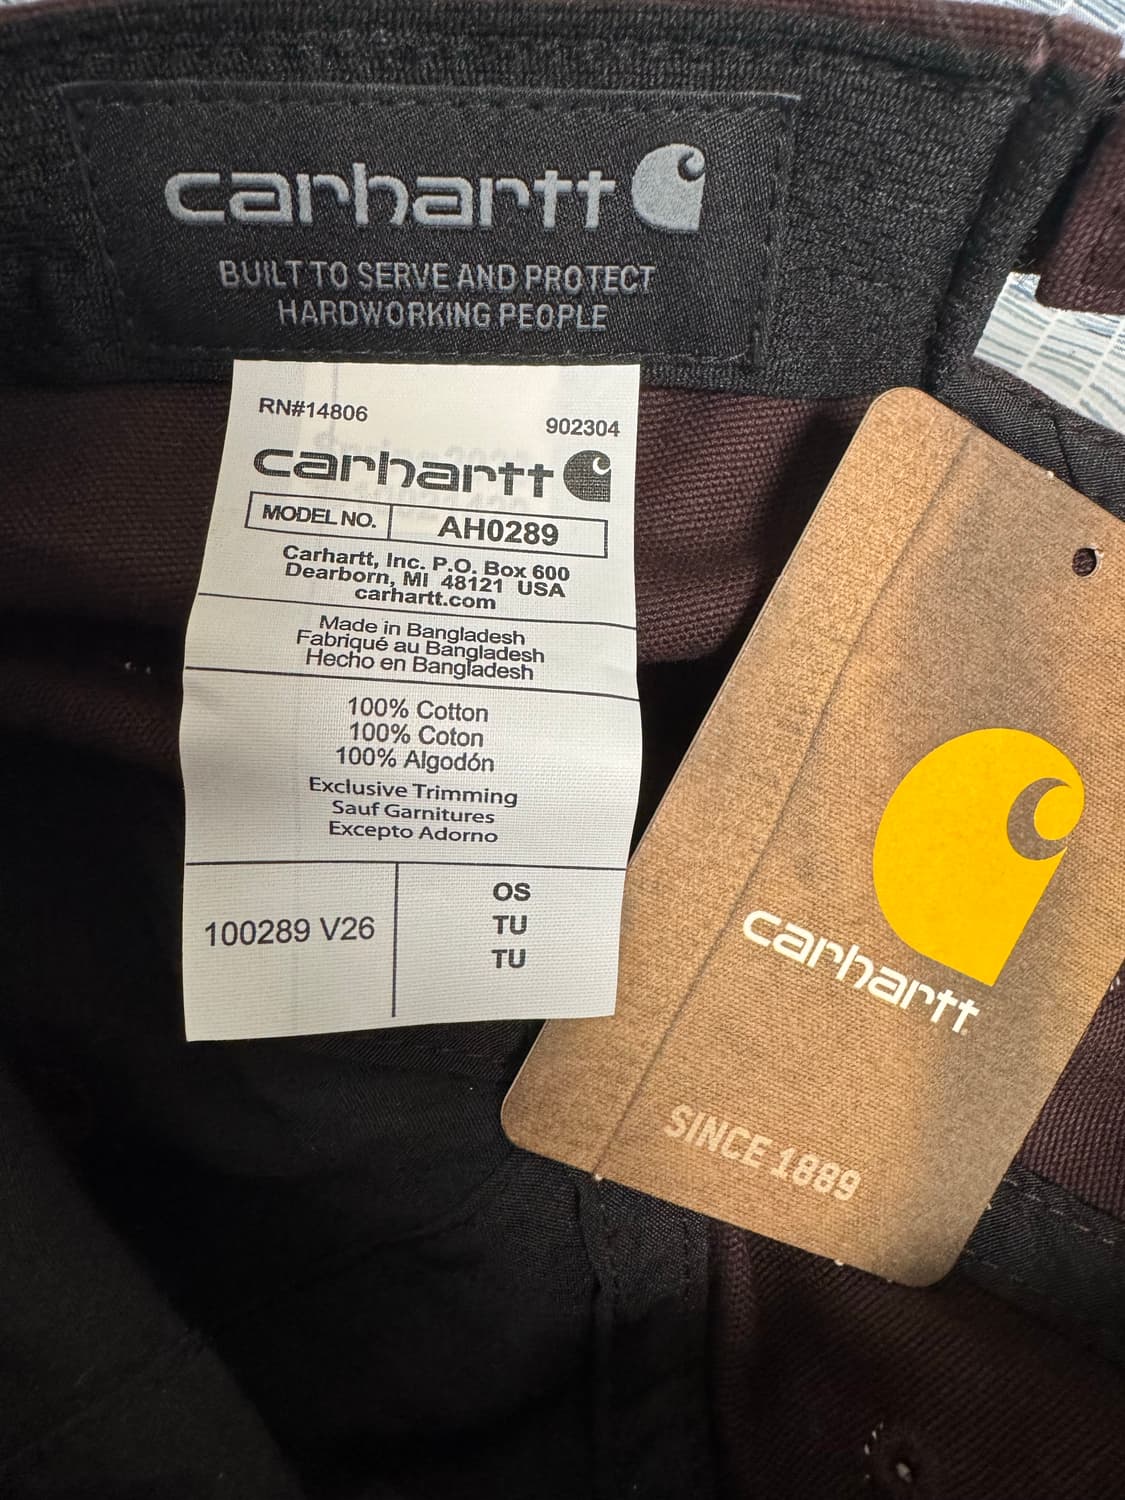 carhartt
BUILT TO SERVE AND PROTECT
HARDWORKING PEOPLE
RN#14806
902304
carhartt
MODEL NO. AH0289
Carhartt, Inc. P.O. Box 600
Dearborn, MI 48121 USA
carhartt.com
Made in Bangladesh
Fabriqué au Bangladesh
Hecho en Bangladesh
100% Cotton
100% Coton
100% Algodón
Exclusive Trimming
Sauf Garnitures
Excepto Adorno
100289 V26
OS
TU
TU
carhartt
SINCE 1889